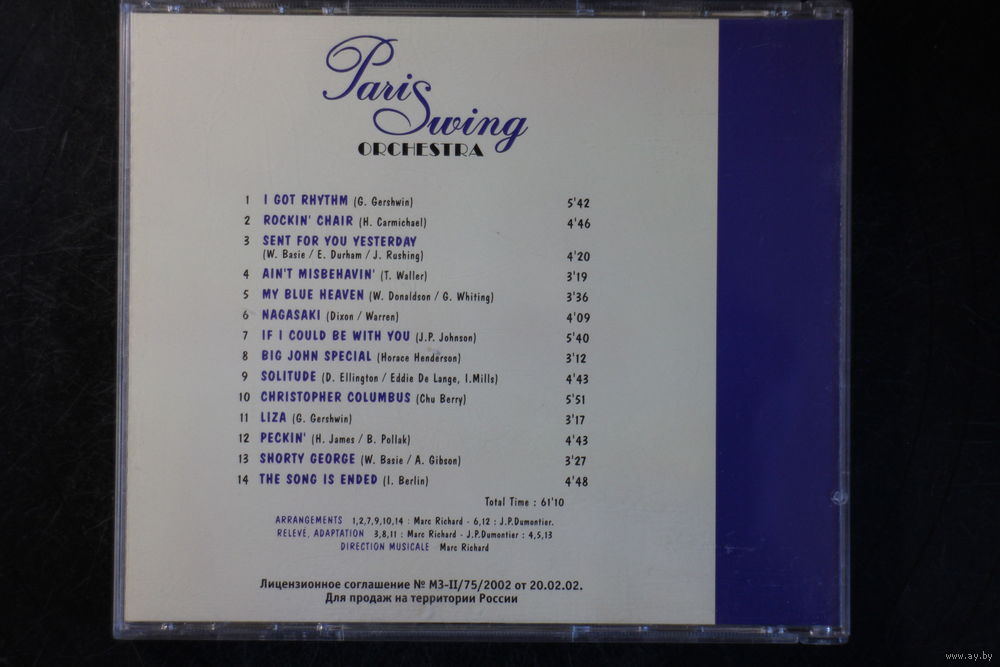 Paris
Swing
ORCHESTRA
1 I GOT RHYTHM (G. Gershwin) 5'42
2 ROCKIN' CHAIR (H. Carmichael) 4'46
3 SENT FOR YOU YESTERDAY
(W. Basie / E. Durham / J. Rushing) 4'20
4 AIN'T MISBEHAVIN' (T. Waller) 3'19
5 MY BLUE HEAVEN (W. Donaldson / G. Whiting) 3'36
6 NAGASAKI (Dixon / Warren) 4'09
7 IF I COULD BE WITH YOU (J.P. Johnson) 5'40
8 BIG JOHN SPECIAL (Horace Henderson) 3'12
9 SOLITUDE (D. Ellington / Eddie De Lange, I.Mills) 4'43
10 CHRISTOPHER COLUMBUS (Chu Berry) 5'51
11 LIZA (G. Gershwin) 3'17
12 PECKIN' (H. James / B. Pollak) 4'43
13 SHORTY GEORGE (W. Basie / A. Gibson) 3'27
14 THE SONG IS ENDED (I. Berlin) 4'48
Total Time : 61'10
ARRANGEMENTS 1,2,7,9,10,14 : Marc Richard - 6,12 : J.P.Dumontier.
RELEVÉ, ADAPTATION 3,8,11 : Marc Richard - J.P.Dumontier : 4,5,13
DIRECTION MUSICALE Marc Richard
Лицензионное соглашение № МЗ-II/75/2002 от 20.02.02.
Для продаж на территории России
www.ay.by